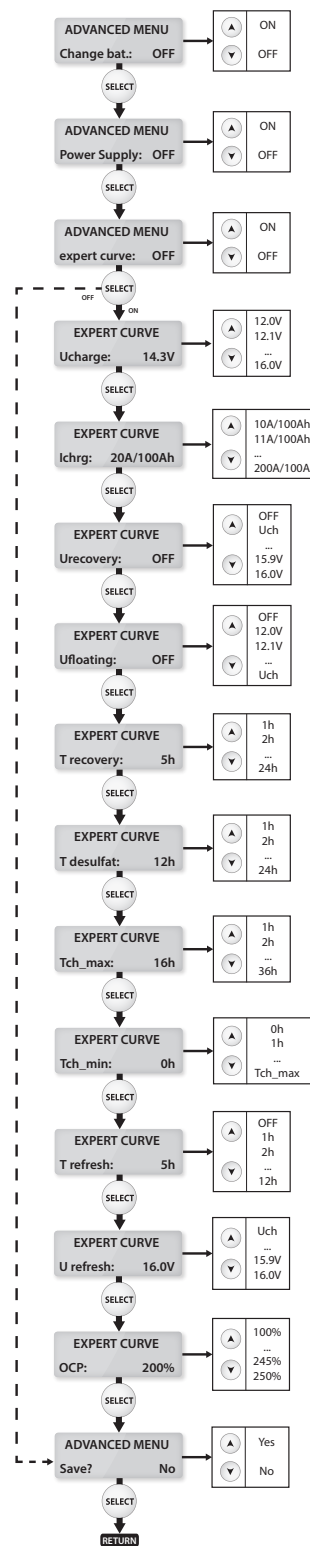 ADVANCED MENU
Change bat.: OFF
ON
OFF
SELECT
ADVANCED MENU
Power Supply: OFF
ON
OFF
SELECT
ADVANCED MENU
expert curve: OFF
ON
OFF
SELECT
OFF
ON
EXPERT CURVE
Ucharge: 14.3V
12.0V
12.1V
...
16.0V
SELECT
EXPERT CURVE
Ichrg: 20A/100Ah
10A/100Ah
11A/100Ah
...
200A/100A
SELECT
EXPERT CURVE
Urecovery: OFF
OFF
Uch
...
15.9V
16.0V
SELECT
EXPERT CURVE
Ufloating: OFF
OFF
12.0V
12.1V
...
Uch
SELECT
EXPERT CURVE
T recovery: 5h
1h
2h
...
24h
SELECT
EXPERT CURVE
T desulfat: 12h
1h
2h
...
24h
SELECT
EXPERT CURVE
Tch_max: 16h
1h
2h
...
36h
SELECT
EXPERT CURVE
Tch_min: 0h
0h
1h
...
Tch_max
SELECT
EXPERT CURVE
T refresh: 5h
OFF
1h
2h
...
12h
SELECT
EXPERT CURVE
U refresh: 16.0V
Uch
...
15.9V
16.0V
SELECT
EXPERT CURVE
OCP: 200%
100%
...
245%
250%
SELECT
ADVANCED MENU
Save? No
Yes
No
SELECT
RETURN